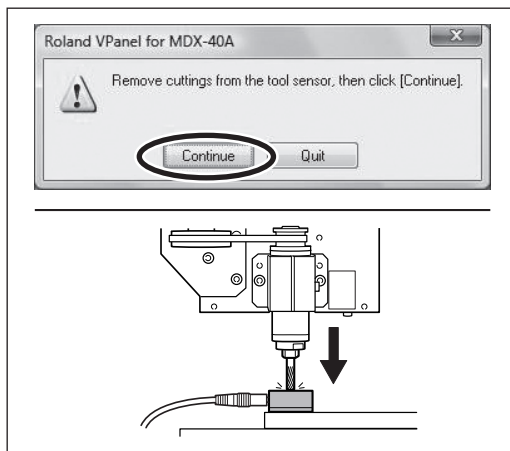 Roland VPanel for MDX-40A
Remove cuttings from the tool sensor, then click [Continue].
Continue
Quit